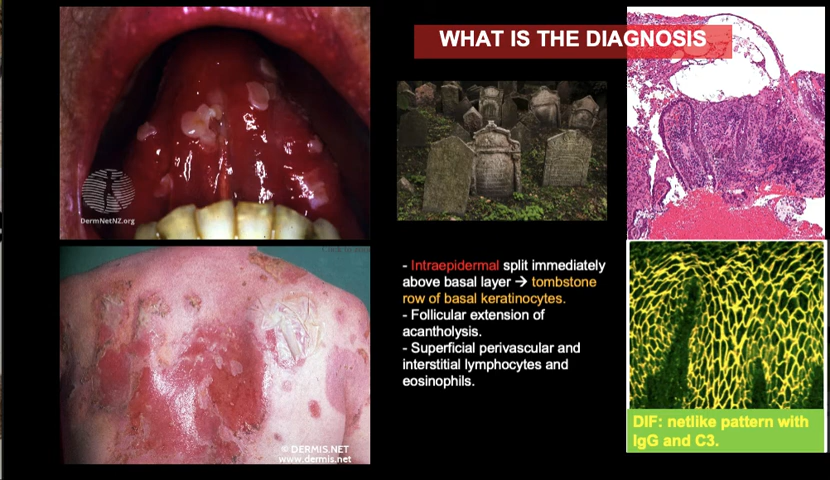 WHAT IS THE DIAGNOSIS
DermNetNZ.org
- Intraepidermal split immediately
above basal layer → tombstone
row of basal keratinocytes.
- Follicular extension of
acantholysis.
- Superficial perivascular and
interstitial lymphocytes and
eosinophils.
DIF: netlike pattern with
IgG and C3.
© DERMIS.NET
www.dermis.net